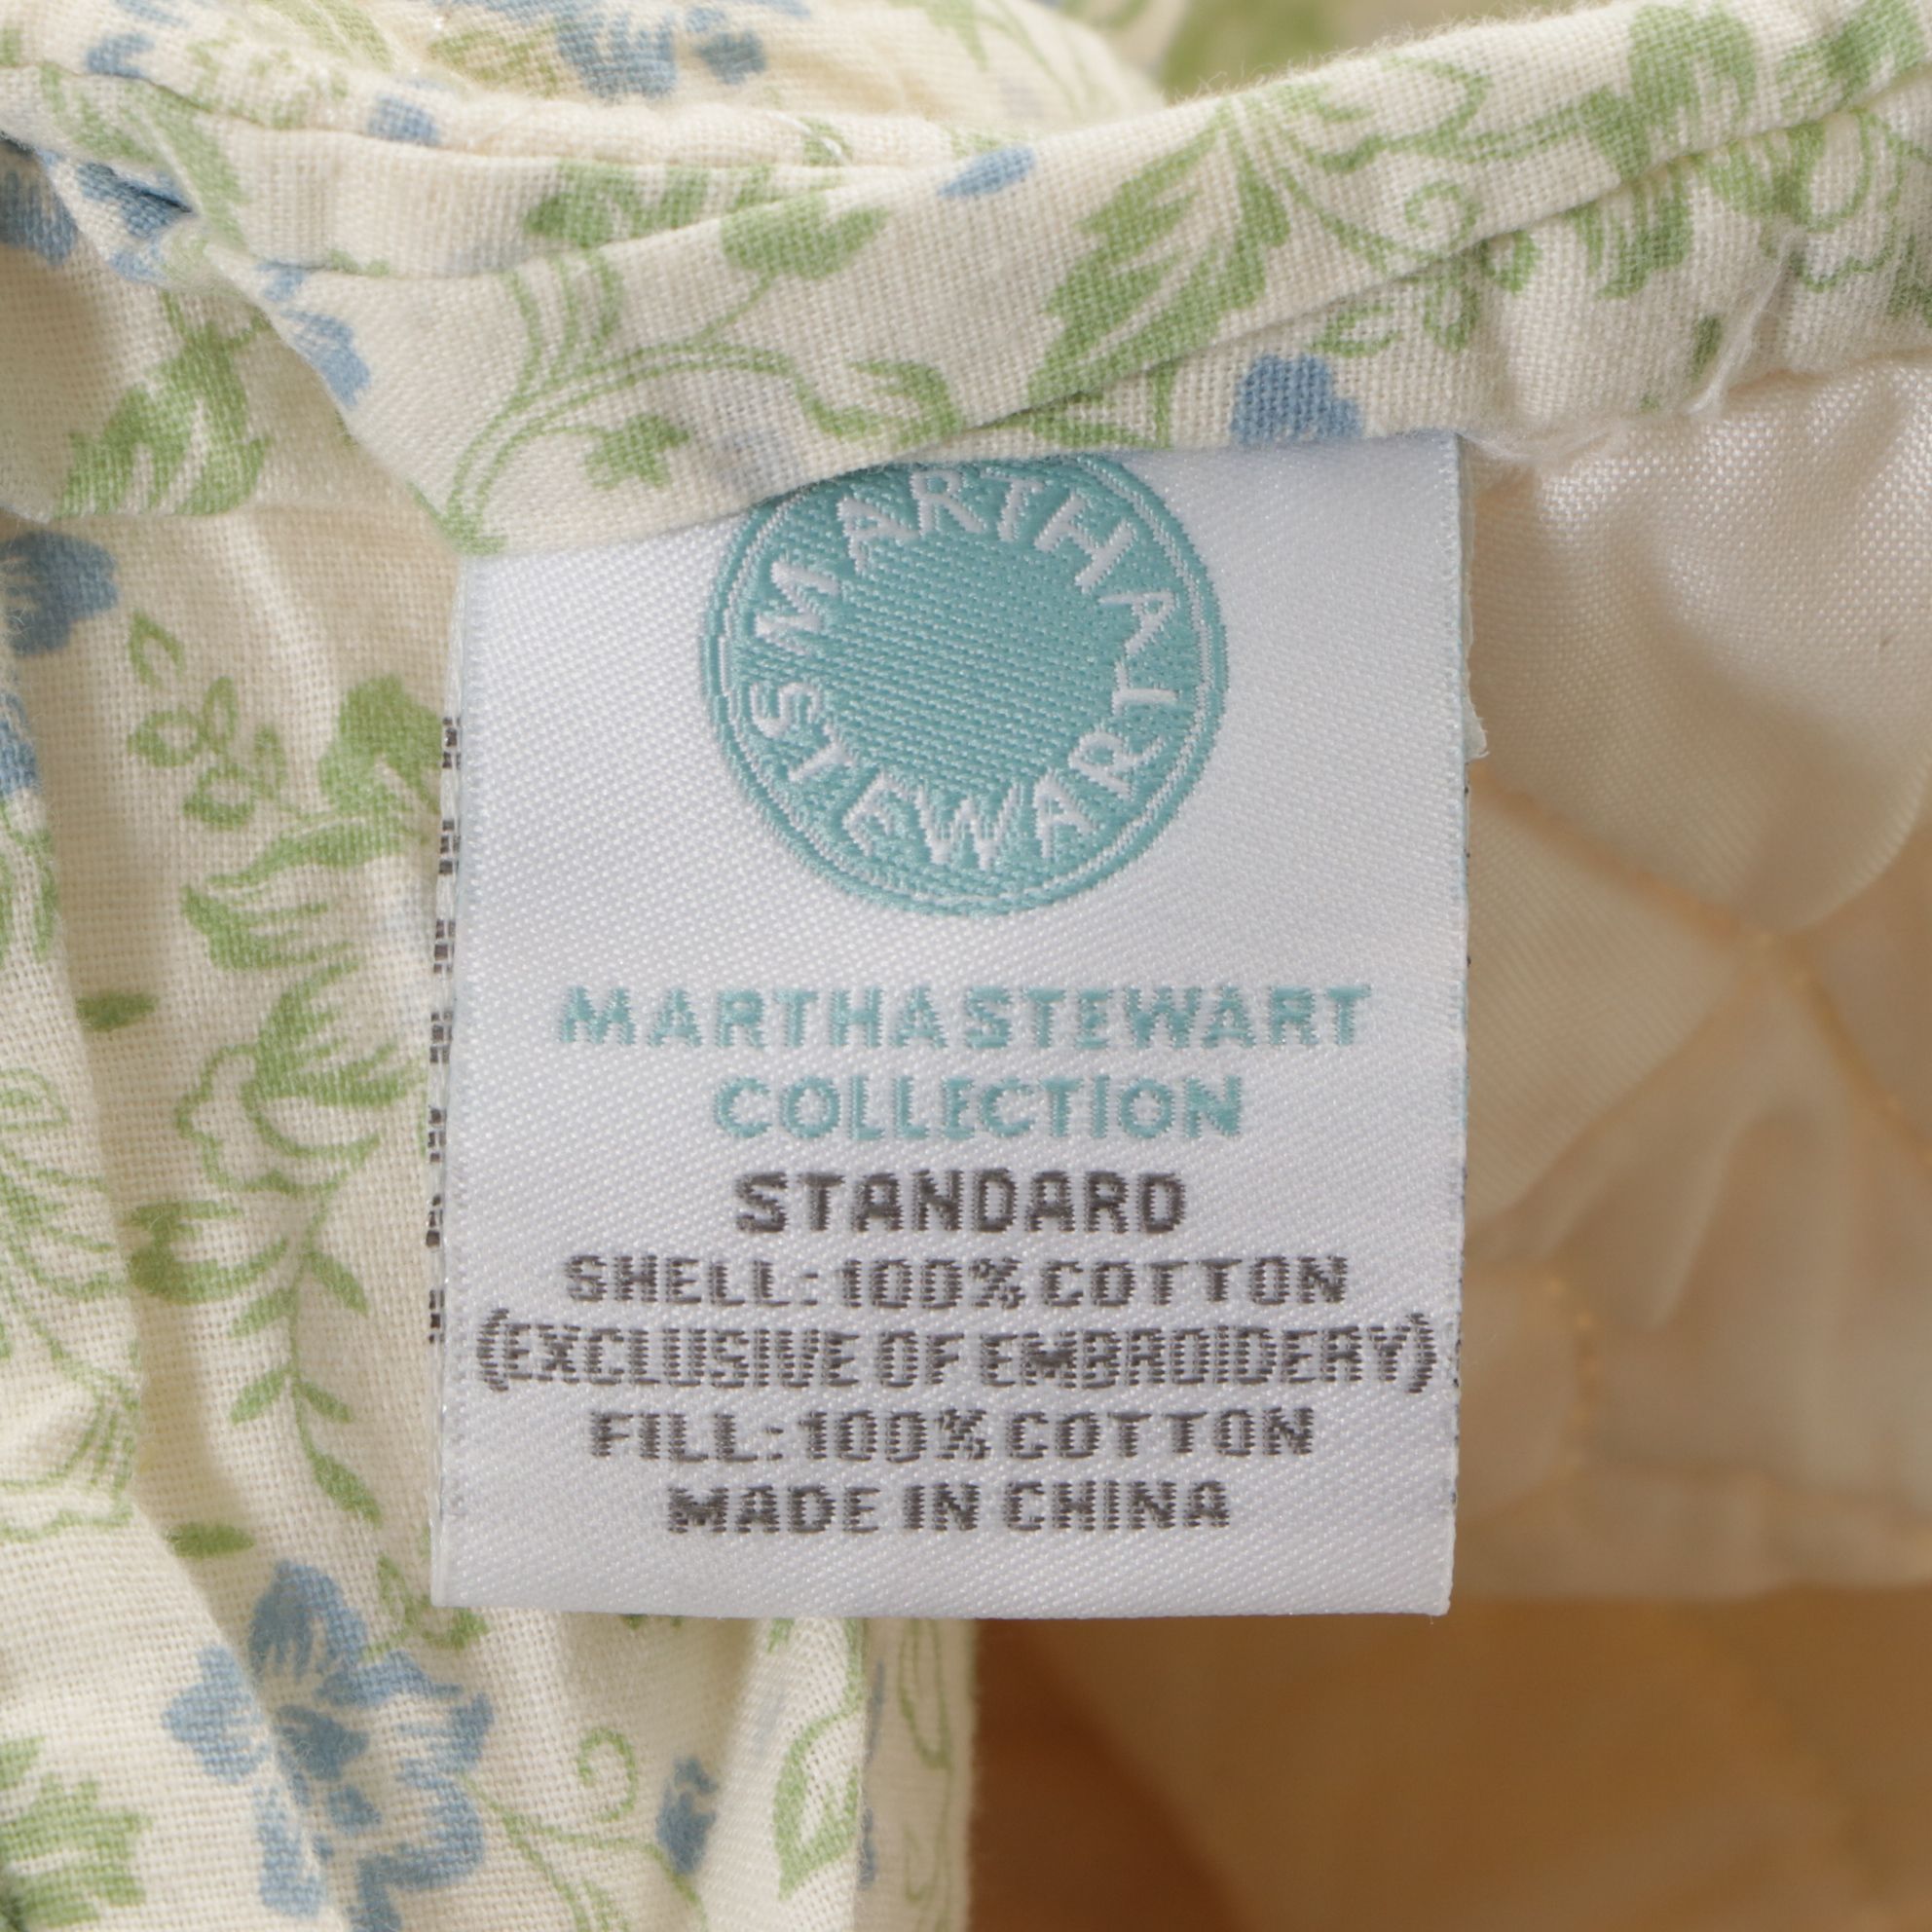 MARTHA
STEWART
MARTHA STEWART
COLLECTION
STANDARD
SHELL: 100% COTTON
(EXCLUSIVE OF EMBROIDERY)
FILL: 100% COTTON
MADE IN CHINA